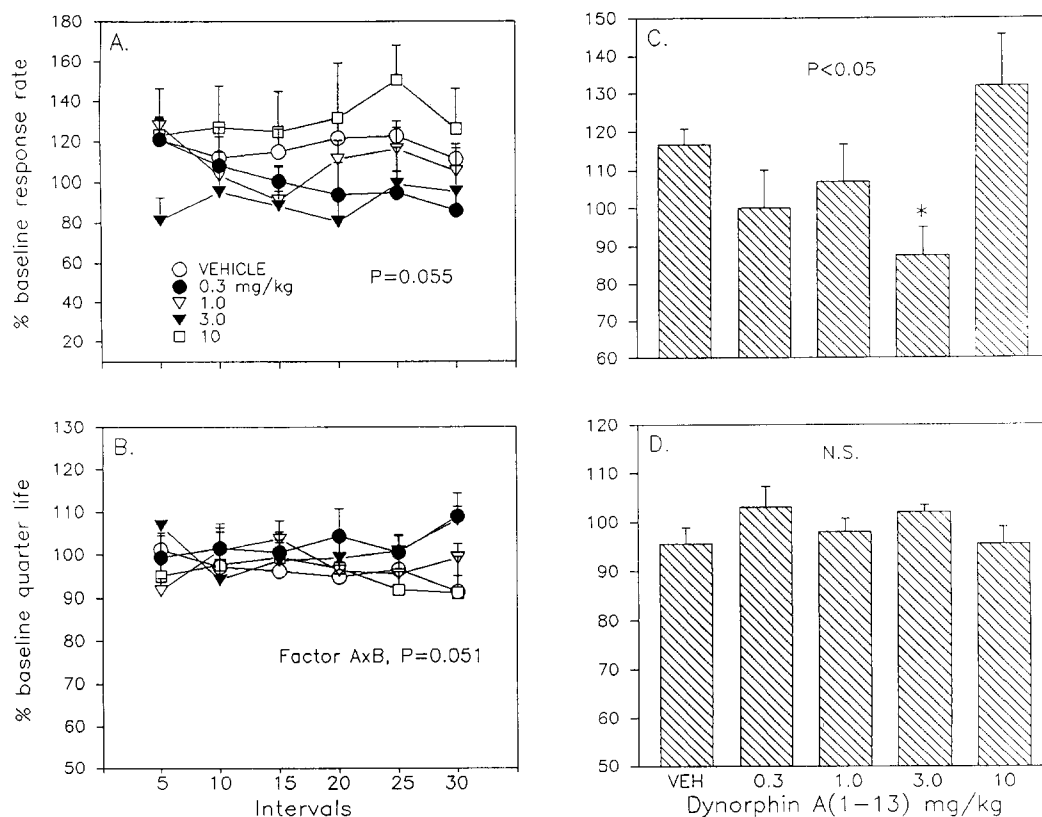 A.
% baseline response rate
180
160
140
120
100
80
60
40
20
VEHICLE
0.3 mg/kg
1.0
3.0
10
P=0.055
C.
150
140
130
120
110
100
90
80
70
60
P<0.05
*
B.
% baseline quarter life
130
120
110
100
90
80
70
60
50
Factor AxB, P=0.051
5 10 15 20 25 30
Intervals
D.
120
110
100
90
80
70
60
50
N.S.
VEH 0.3 1.0 3.0 10
Dynorphin A(1-13) mg/kg